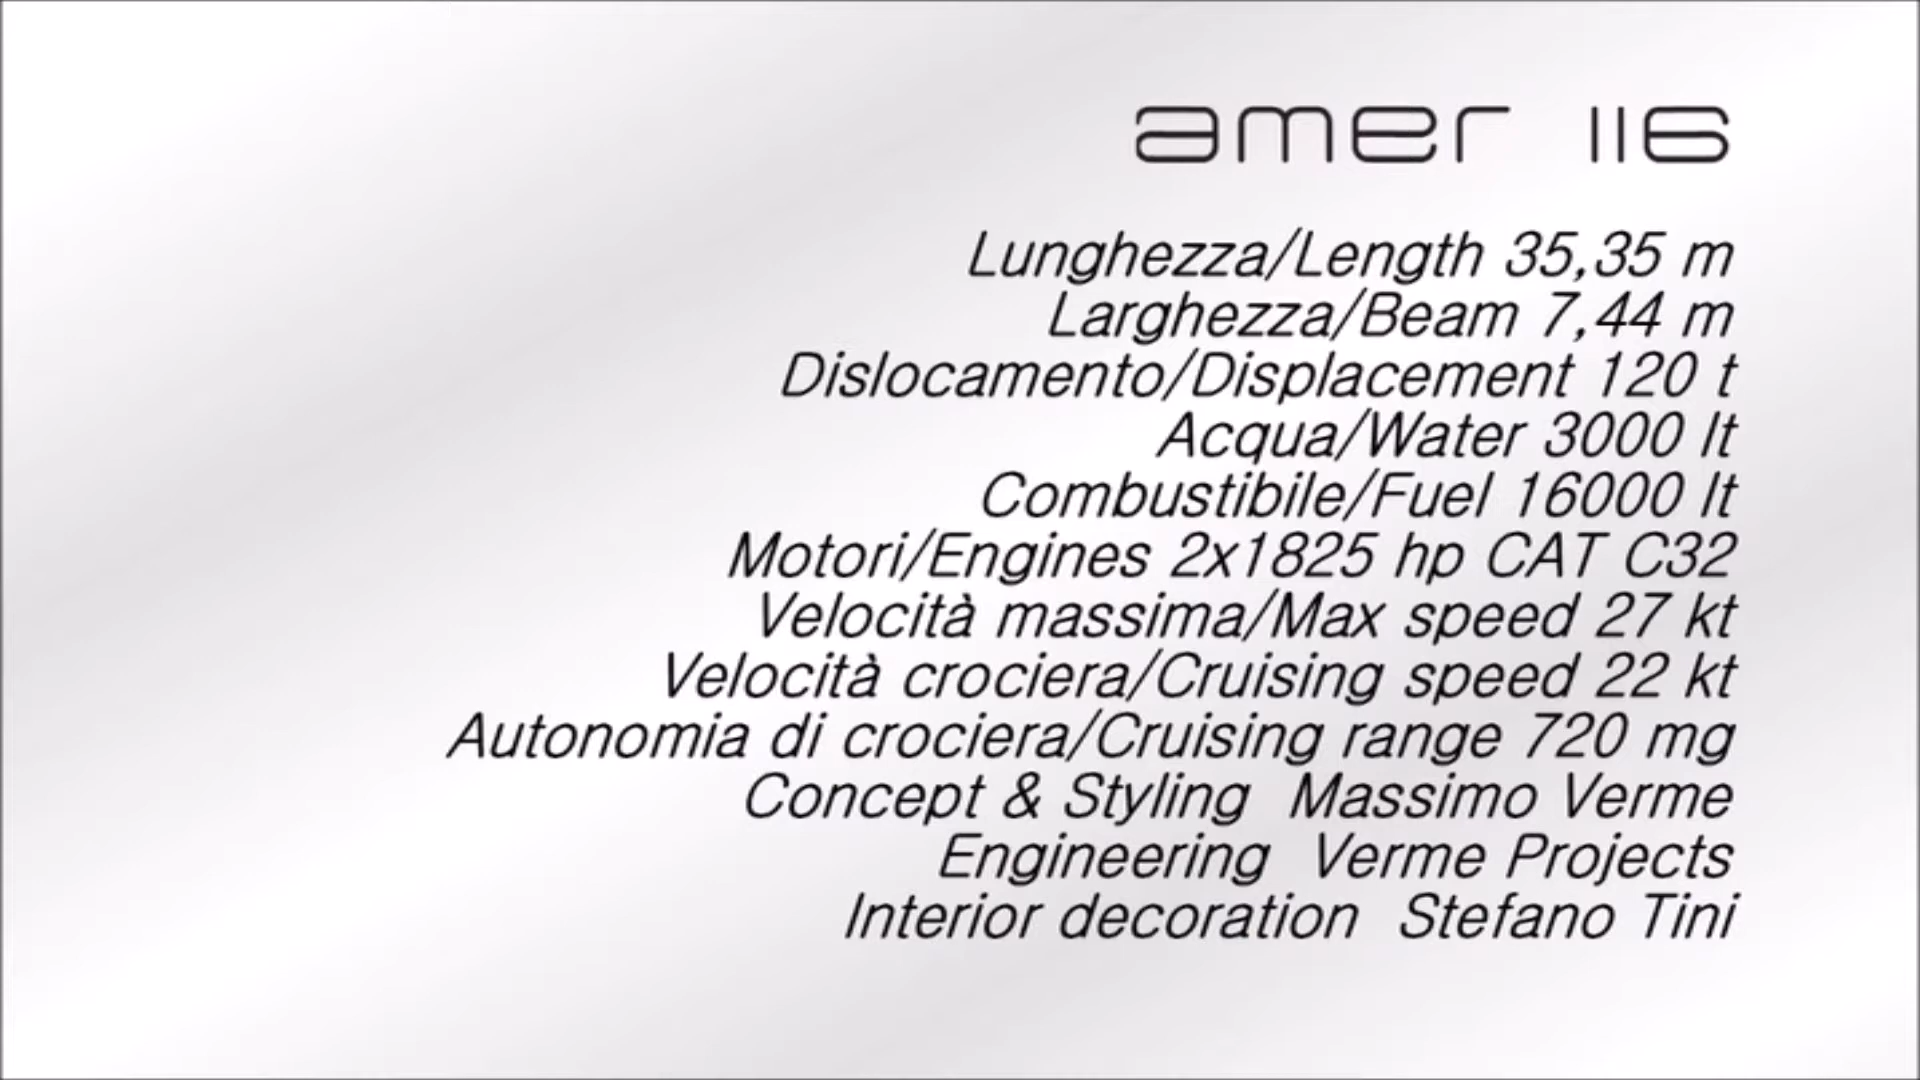 amer 116
Lunghezza/Length 35,35 m
Larghezza/Beam 7,44 m
Dislocamento/Displacement 120 t
Acqua/Water 3000 lt
Combustibile/Fuel 16000 lt
Motori/Engines 2x1825 hp CAT C32
Velocità massima/Max speed 27 kt
Velocità crociera/Cruising speed 22 kt
Autonomia di crociera/Cruising range 720 mg
Concept & Styling  Massimo Verme
Engineering  Verme Projects
Interior decoration  Stefano Tini